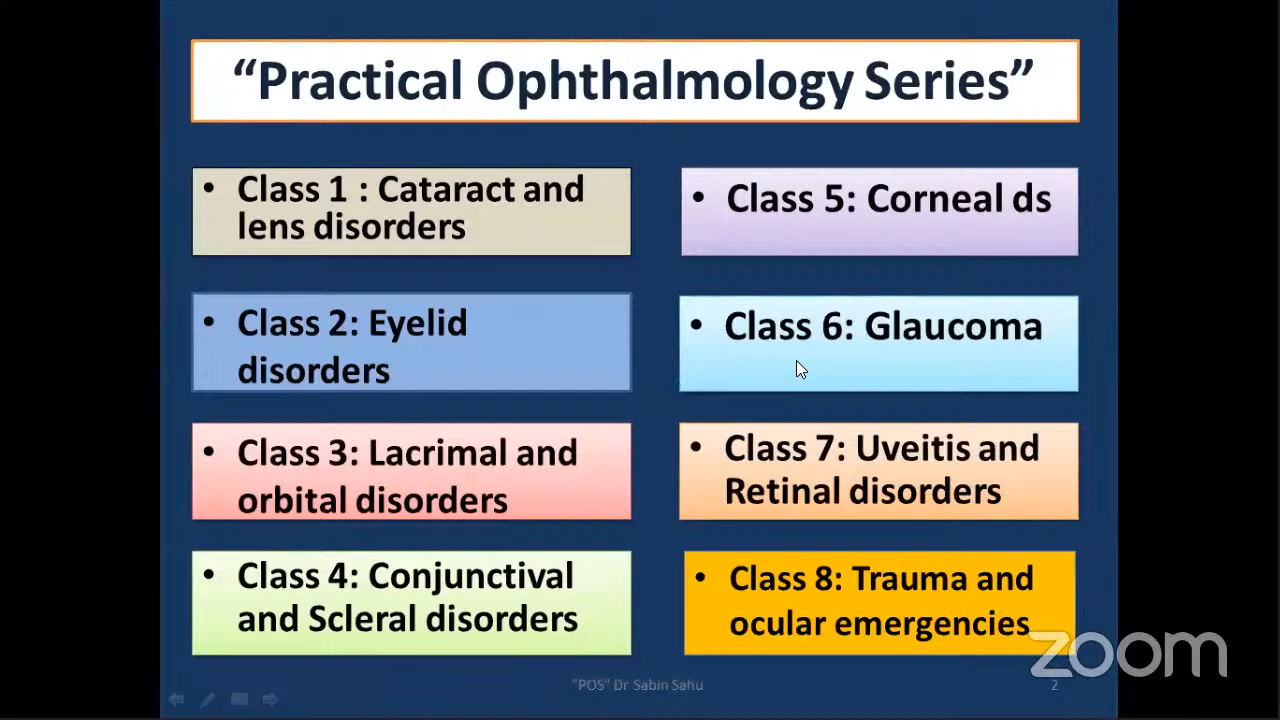 “Practical Ophthalmology Series”
• Class 1 : Cataract and
lens disorders
• Class 2: Eyelid
disorders
• Class 3: Lacrimal and
orbital disorders
• Class 4: Conjunctival
and Scleral disorders
• Class 5: Corneal ds
• Class 6: Glaucoma
• Class 7: Uveitis and
Retinal disorders
• Class 8: Trauma and
ocular emergencies
zoom
"POS" Dr Sabin Sahu
2